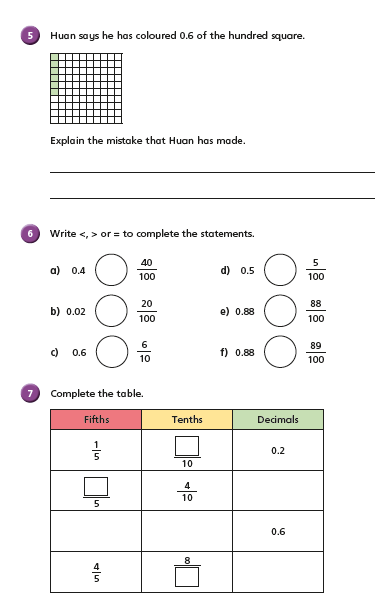 5 Huan says he has coloured 0.6 of the hundred square.
Explain the mistake that Huan has made.
6 Write <, > or = to complete the statements.
a) 0.4 40/100 d) 0.5 5/100
b) 0.02 20/100 e) 0.88 88/100
c) 0.6 6/10 f) 0.88 89/100
7 Complete the table.
Fifths Tenths Decimals
1/5 /10 0.2
/5 4/10
0.6
4/5 8/